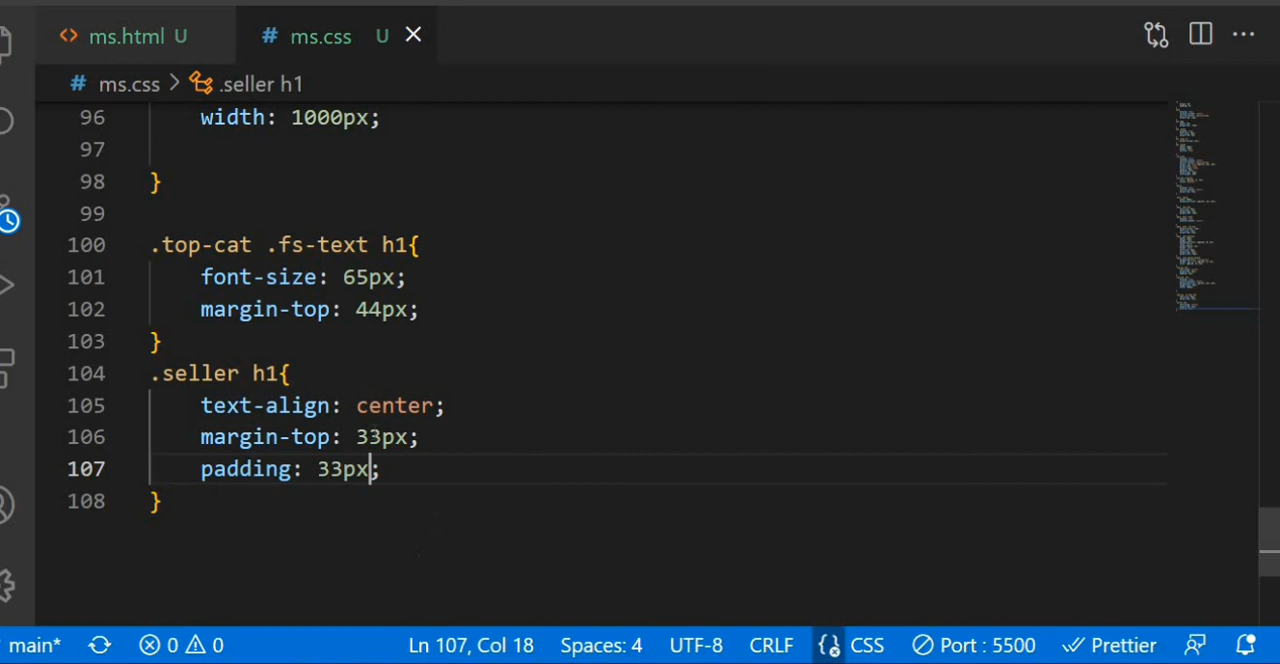 <> ms.html U # ms.css U ×
# ms.css > .seller h1
96 width: 1000px;
97
98 }
99
100 .top-cat .fs-text h1{
101 font-size: 65px;
102 margin-top: 44px;
103 }
104 .seller h1{
105 text-align: center;
106 margin-top: 33px;
107 padding: 33px;
108 }
main* 0 0 Ln 107, Col 18 Spaces: 4 UTF-8 CRLF CSS Port : 5500 Prettier